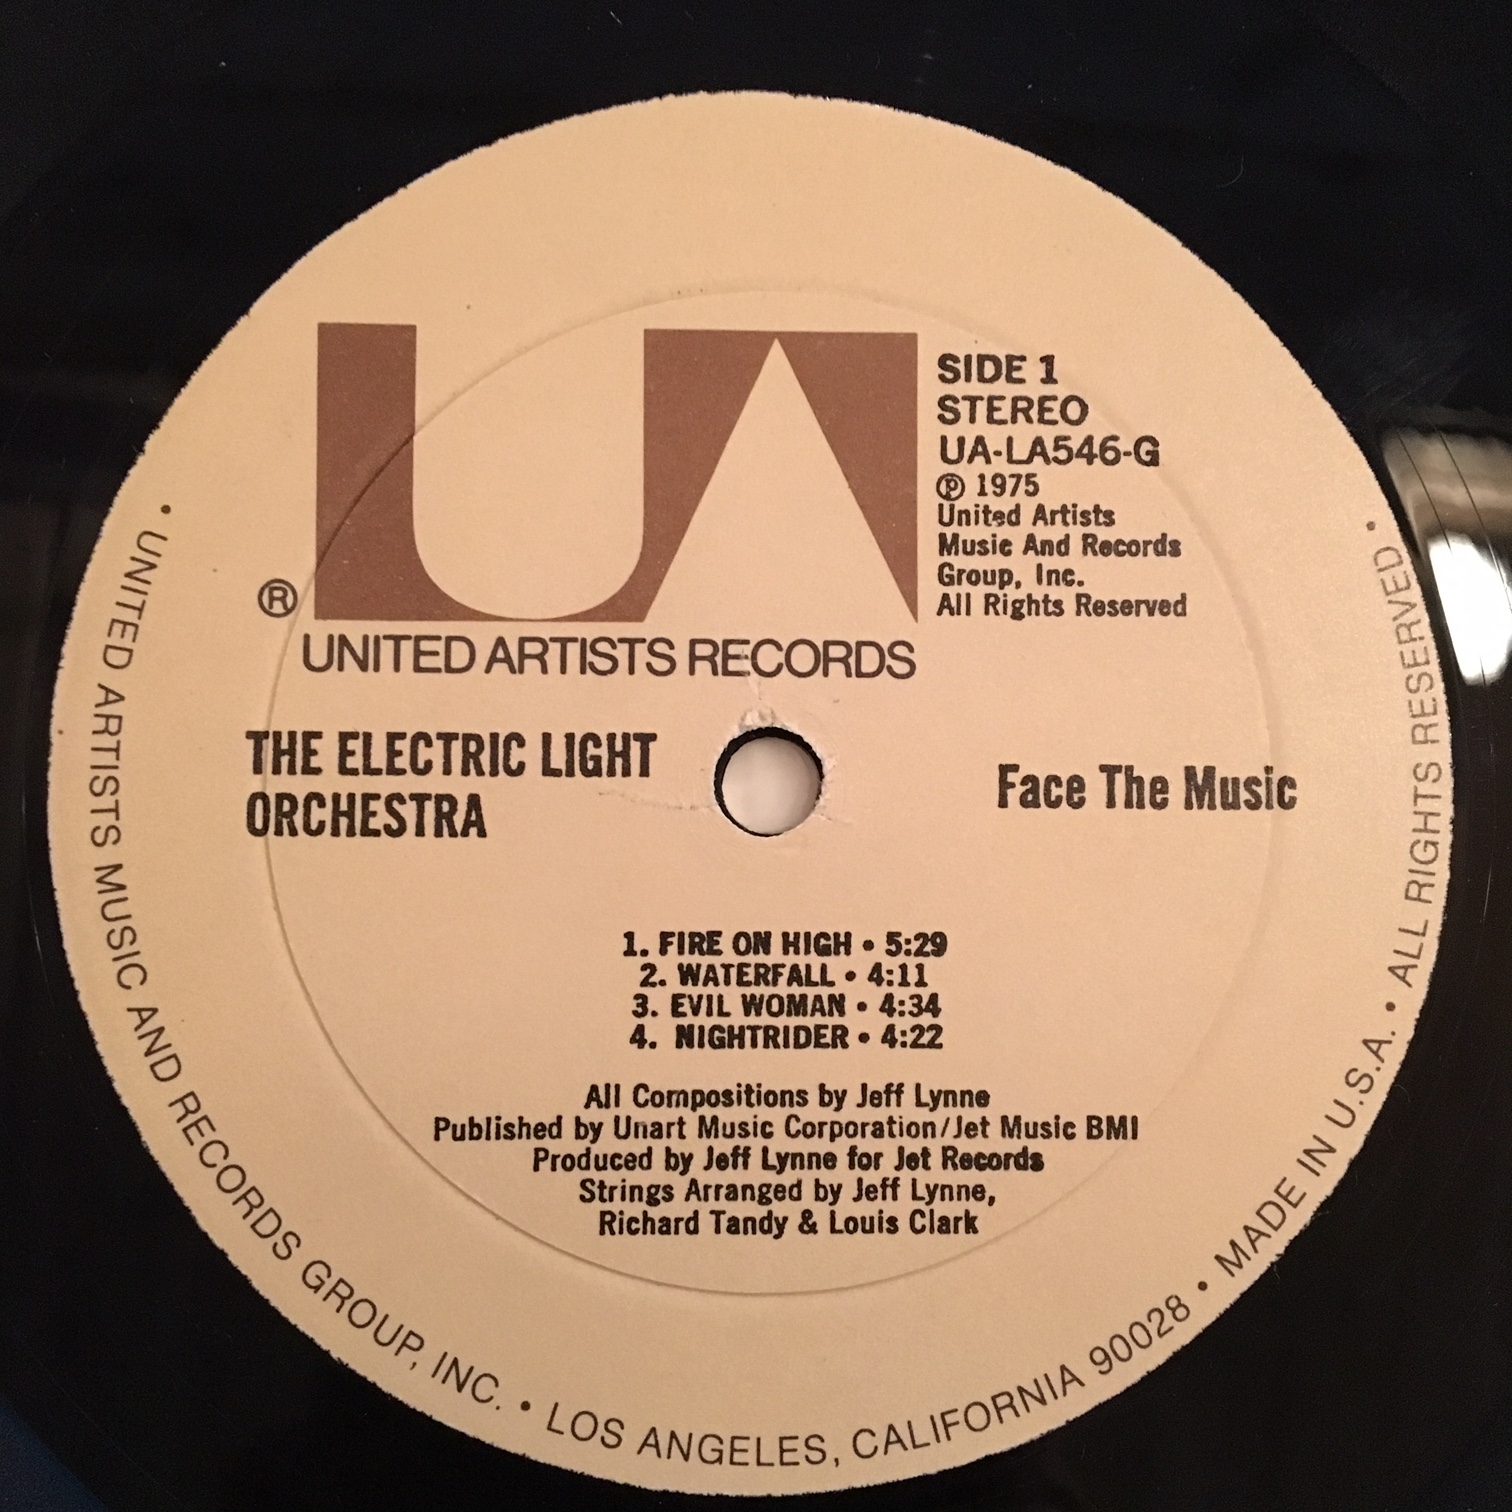 UA
SIDE 1
STEREO
UA-LA546-G
℗ 1975
United Artists
Music And Records
Group, Inc.
All Rights Reserved
®
UNITED ARTISTS RECORDS
THE ELECTRIC LIGHT
ORCHESTRA
Face The Music
1. FIRE ON HIGH • 5:29
2. WATERFALL • 4:11
3. EVIL WOMAN • 4:34
4. NIGHTRIDER • 4:22
All Compositions by Jeff Lynne
Published by Unart Music Corporation/Jet Music BMI
Produced by Jeff Lynne for Jet Records
Strings Arranged by Jeff Lynne,
Richard Tandy & Louis Clark
• UNITED ARTISTS MUSIC AND RECORDS GROUP, INC. • LOS ANGELES, CALIFORNIA 90028 • MADE IN U.S.A. • ALL RIGHTS RESERVED •